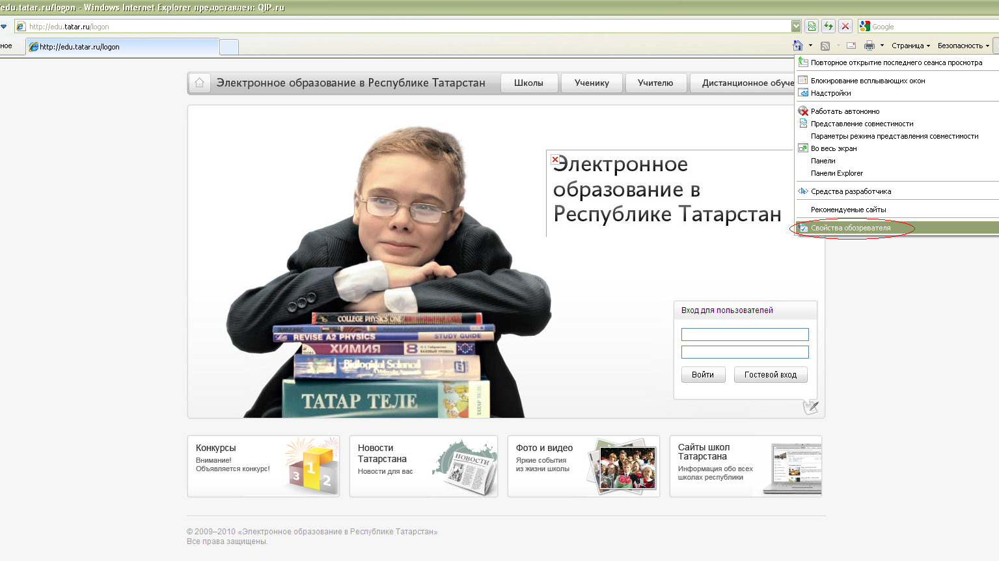 /edu.tatar.ru/logon - Windows Internet Explorer предоставлен: QIP.ru
http://edu.tatar.ru/logon
Google
ное
http://edu.tatar.ru/logon
Страница
Безопасность
Повторное открытие последнего сеанса просмотра
Блокирование всплывающих окон
Надстройки
Работать автономно
Представление совместимости
Параметры режима представления совместимости
Во весь экран
Панели
Панели Explorer
Средства разработчика
Рекомендуемые сайты
Свойства обозревателя
Электронное образование в Республике Татарстан
Школы
Ученику
Учителю
Дистанционное обуче
Электронное
образование в
Республике Татарстан
COLLEGE PHYSICS ONE
REVISE A2 PHYSICS
STUDY GUIDE
ХИМИЯ
8
О.С.Габриелян
БАЗОВЫЙ УРОВЕНЬ
Biological Science
ТАТАР ТЕЛЕ
ТАТАР ТЕЛЕ
Вход для пользователей
Войти
Гостевой вход
Конкурсы
Внимание!
Объявляется конкурс!
1
2
3
Новости
Татарстана
Новости для вас
НОВОСТИ
Фото и видео
Яркие события
из жизни школы
Сайты школ
Татарстана
Информация обо всех
школах республики
© 2009–2010 «Электронное образование в Республике Татарстан»
Все права защищены.